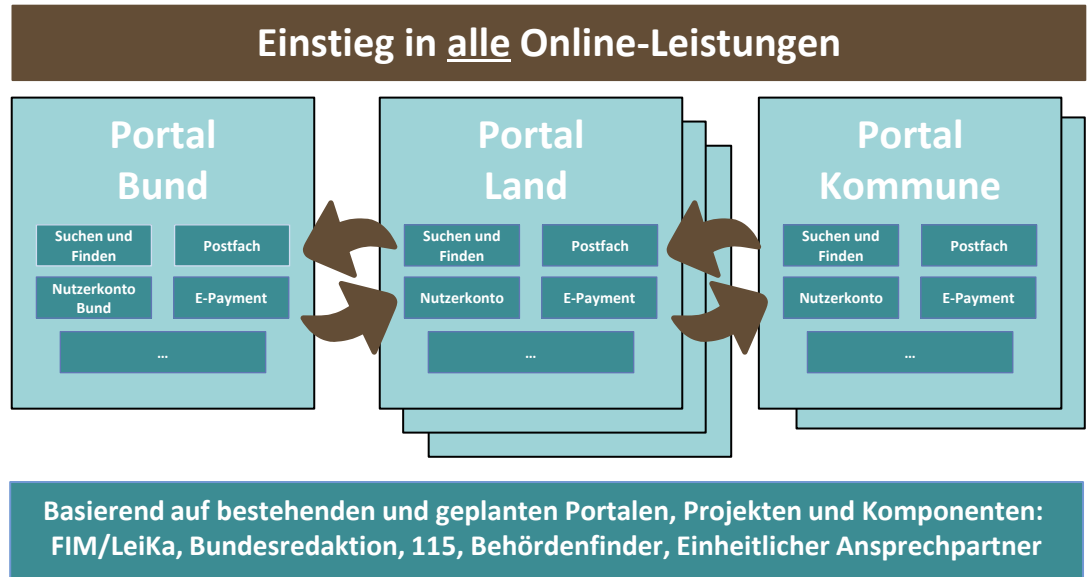 Einstieg in alle Online-Leistungen
Portal
Bund
Suchen und
Finden
Postfach
Nutzerkonto
Bund
E-Payment
...
Portal
Land
Suchen und
Finden
Postfach
Nutzerkonto
E-Payment
...
Portal
Kommune
Suchen und
Finden
Postfach
Nutzerkonto
E-Payment
...
Basierend auf bestehenden und geplanten Portalen, Projekten und Komponenten:
FIM/LeiKa, Bundesredaktion, 115, Behördenfinder, Einheitlicher Ansprechpartner